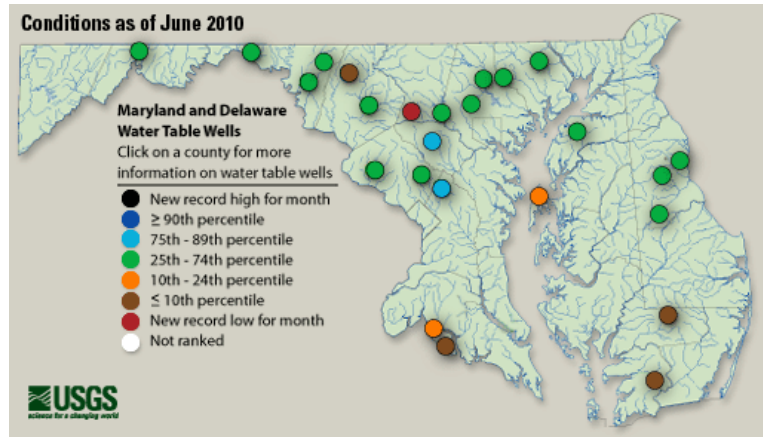 Conditions as of June 2010
Maryland and Delaware
Water Table Wells
Click on a county for more
information on water table wells
New record high for month
≥ 90th percentile
75th - 89th percentile
25th - 74th percentile
10th - 24th percentile
≤ 10th percentile
New record low for month
Not ranked
USGS
science for a changing world